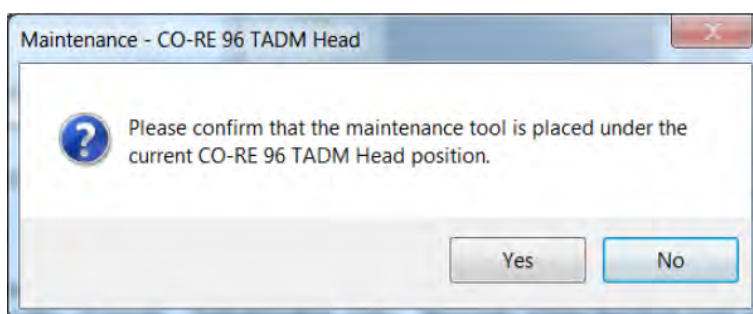 Maintenance - CO-RE 96 TADM Head
Please confirm that the maintenance tool is placed under the
current CO-RE 96 TADM Head position.
Yes
No